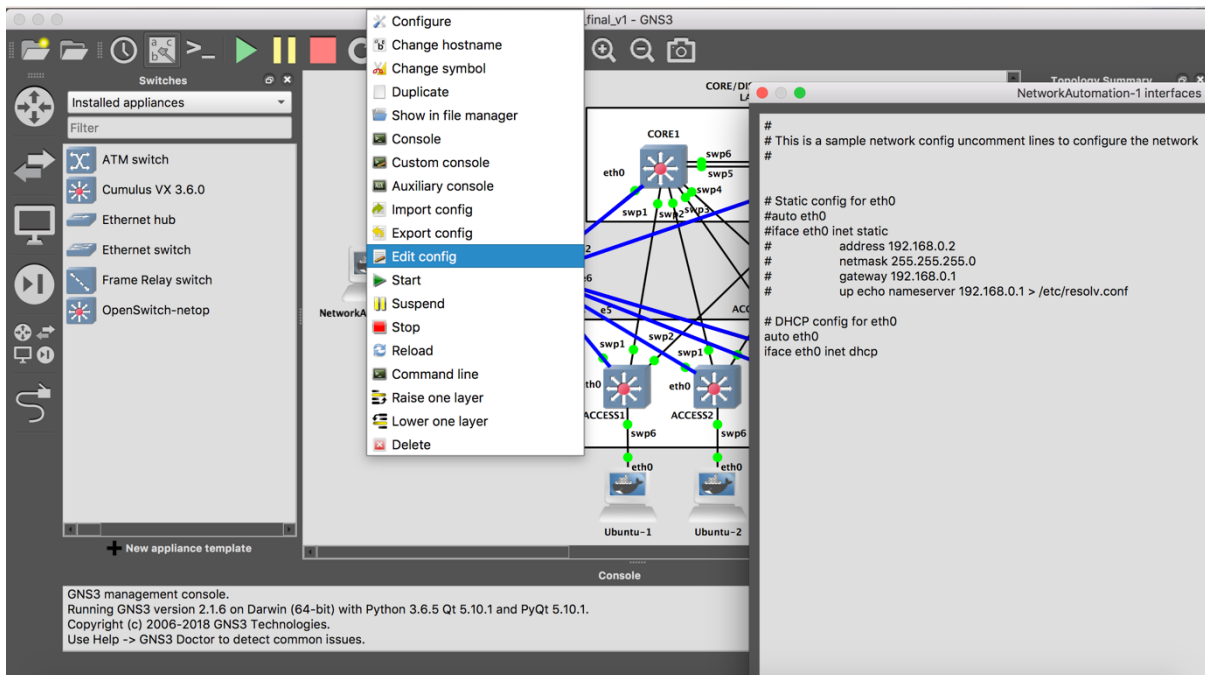 _final_v1 - GNS3
Switches
Installed appliances
Filter
ATM switch
Cumulus VX 3.6.0
Ethernet hub
Ethernet switch
Frame Relay switch
OpenSwitch-netop
New appliance template
Configure
Change hostname
Change symbol
Duplicate
Show in file manager
Console
Custom console
Auxiliary console
Import config
Export config
Edit config
Start
Suspend
Stop
Reload
Command line
Raise one layer
Lower one layer
Delete
NetworkA
CORE/DI
LA
CORE1
eth0
swp6
swp5
swp4
swp1
swp2
swp3
2
e6
e5
ACC
swp1
swp2
swp1
th0
eth0
ACCESS1
ACCESS2
swp6
swp6
eth0
eth0
Ubuntu-1
Ubuntu-2
Topology Summary
NetworkAutomation-1 interfaces
#
# This is a sample network config uncomment lines to configure the network
#
# Static config for eth0
#auto eth0
#iface eth0 inet static
# address 192.168.0.2
# netmask 255.255.255.0
# gateway 192.168.0.1
# up echo nameserver 192.168.0.1 > /etc/resolv.conf
# DHCP config for eth0
auto eth0
iface eth0 inet dhcp
Console
GNS3 management console.
Running GNS3 version 2.1.6 on Darwin (64-bit) with Python 3.6.5 Qt 5.10.1 and PyQt 5.10.1.
Copyright (c) 2006-2018 GNS3 Technologies.
Use Help -> GNS3 Doctor to detect common issues.